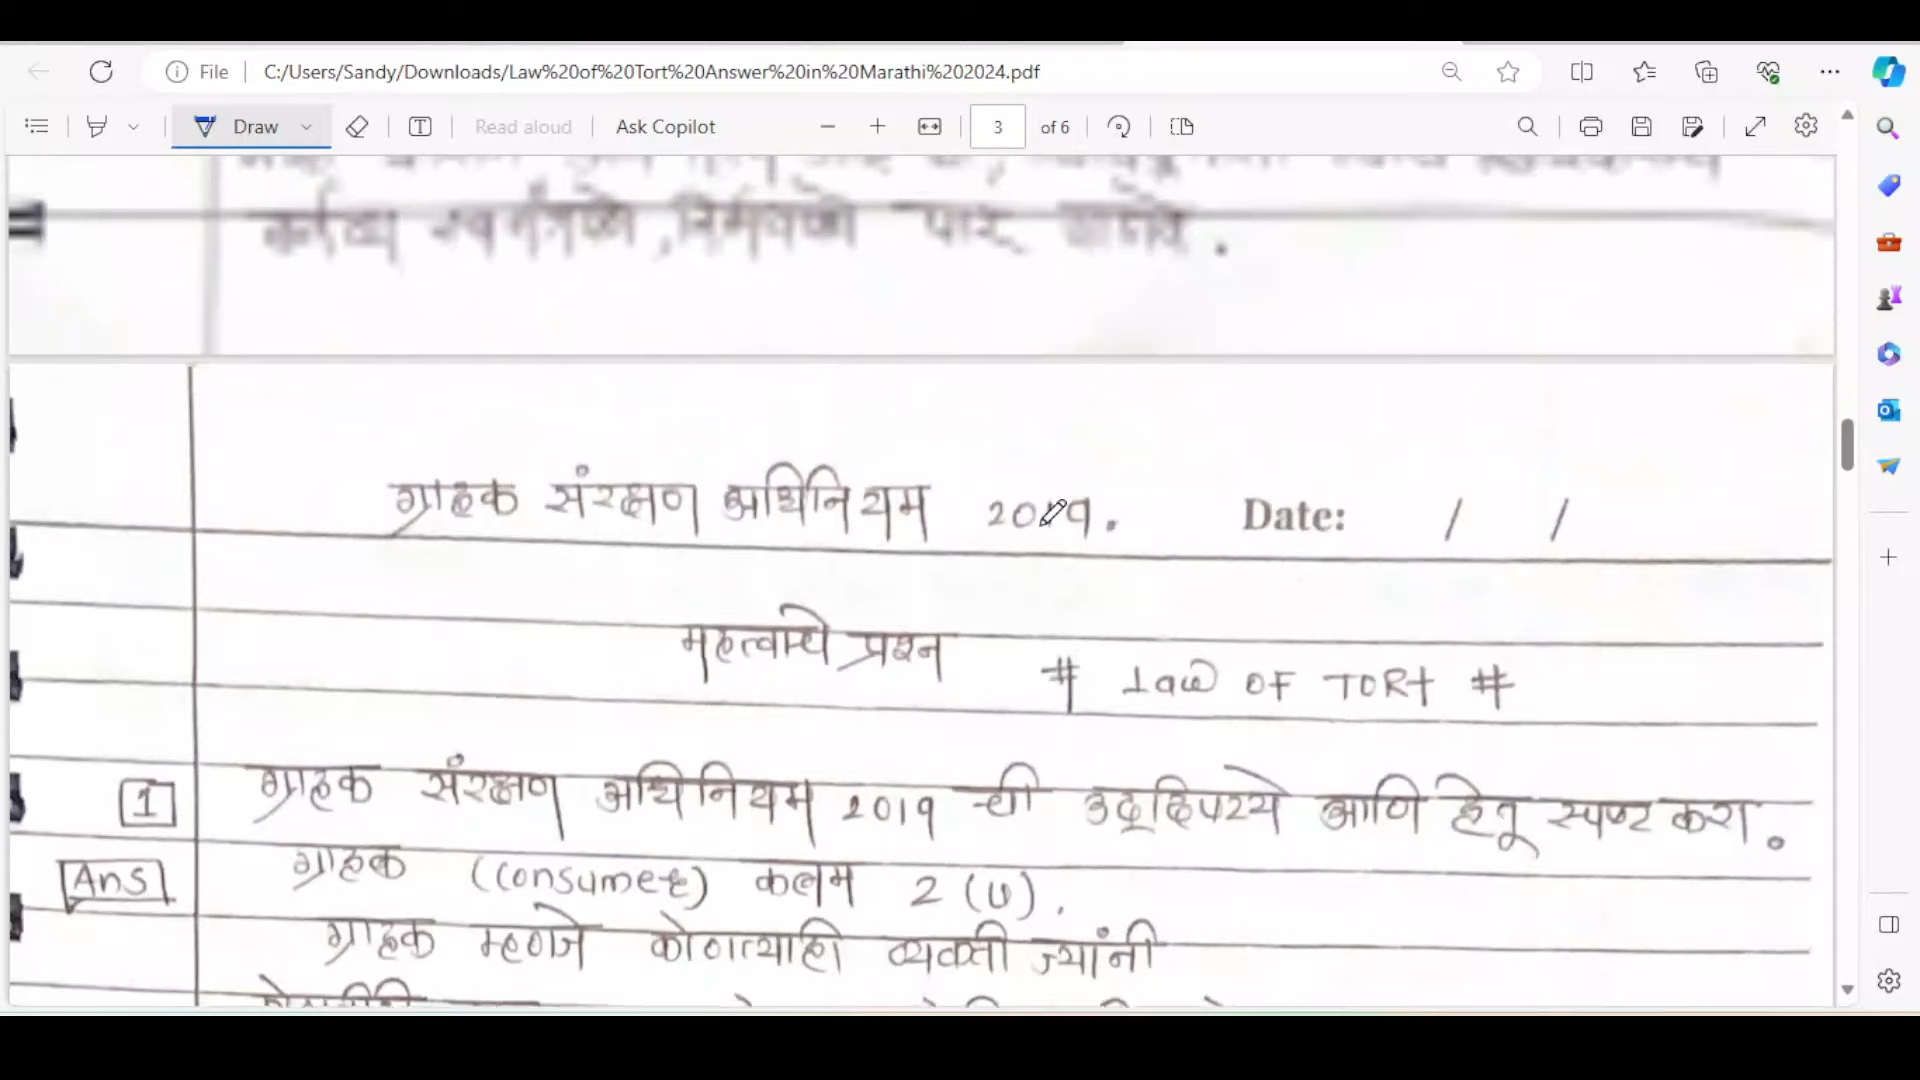 File C:/Users/Sandy/Downloads/Law%20of%20Tort%20Answer%20in%20Marathi%202024.pdf
Draw Read aloud Ask Copilot 3 of 6
पार
ग्राहक संरक्षण अधिनियम 2019. Date: / /
महत्वाचे प्रश्न
# Law OF TORT #
1 ग्राहक संरक्षण अधिनियम 2019 ची उद्दिपट्ये आणि हेतू स्पष्ट करा.
Ans ग्राहक (consumer) कलम 2 (७).
ग्राहक म्हणजे कोणत्याही व्यक्ती ज्यांनी